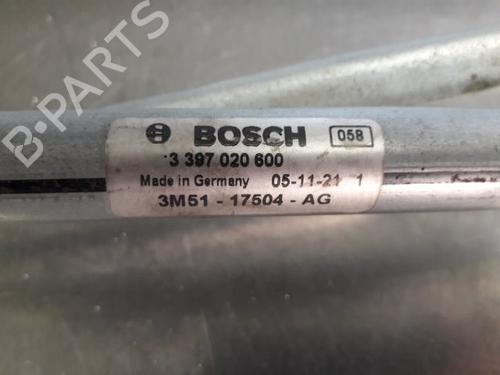 BOSCH
058
3 397 020 600
Made in Germany 05-11-21 1
3M51 - 17504 - AG
B-PARTS